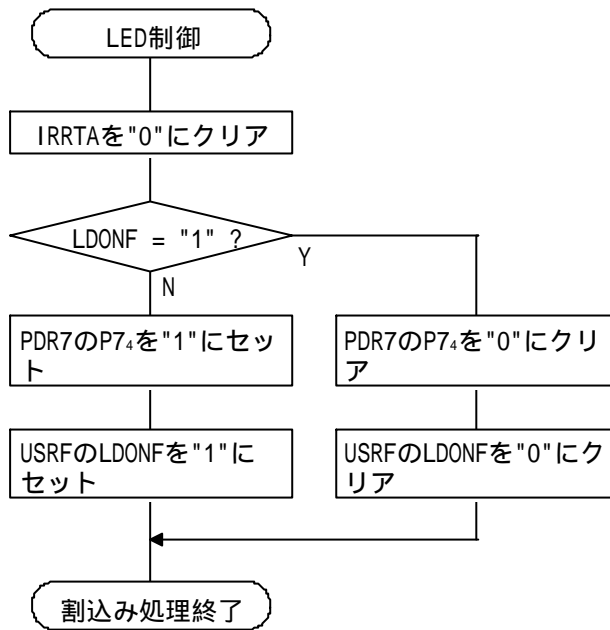 LED制御
IRRTAを"0"にクリア
LDONF = "1" ?
Y
N
PDR7のP7₄を"1"にセッ
ト
PDR7のP7₄を"0"にクリ
ア
USRFのLDONFを"1"に
セット
USRFのLDONFを"0"にク
リア
割込み処理終了